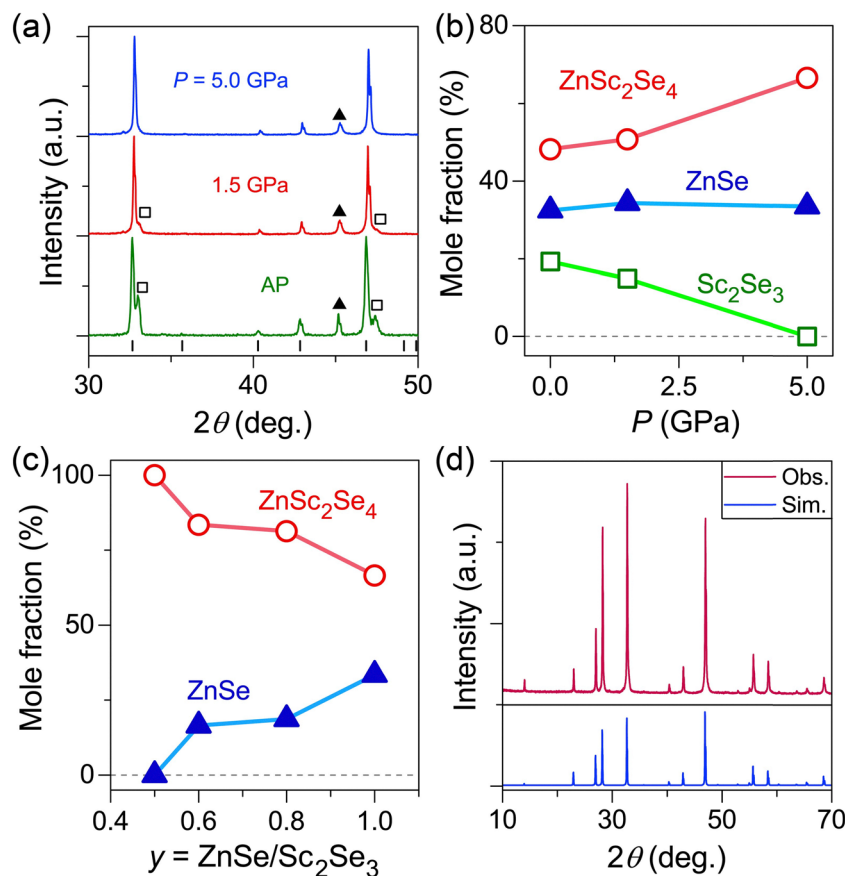 (a)
P = 5.0 GPa
1.5 GPa
AP
Intensity (a.u.)
30 40 50
2θ (deg.)
(b)
80
40
0
ZnSc₂Se₄
ZnSe
Sc₂Se₃
Mole fraction (%)
0.0 2.5 5.0
P (GPa)
(c)
100
50
0
ZnSc₂Se₄
ZnSe
Mole fraction (%)
0.4 0.6 0.8 1.0
y = ZnSe/Sc₂Se₃
(d)
Obs.
Sim.
Intensity (a.u.)
10 30 50 70
2θ (deg.)